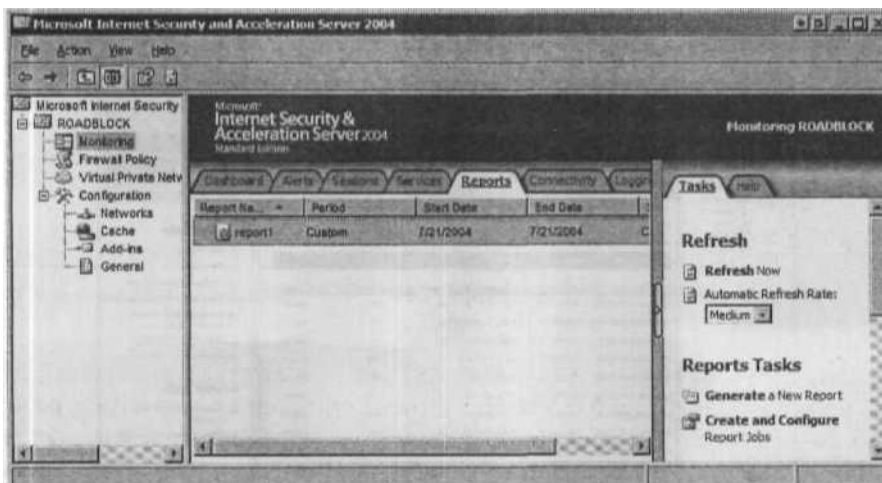 Microsoft Internet Security and Acceleration Server 2004
File Action View Help
Microsoft Internet Security
ROADBLOCK
Monitoring
Firewall Policy
Virtual Private Netw
Configuration
Networks
Cache
Add-ins
General
Microsoft
Internet Security &
Acceleration Server 2004
Standard Edition
Monitoring ROADBLOCK
Dashboard Alerts Sessions Services Reports Connectivity Loggin
Report Na... Period Start Date End Date
report1 Custom 7/21/2004 7/21/2004 C
Tasks Help
Refresh
Refresh Now
Automatic Refresh Rate:
Medium
Reports Tasks
Generate a New Report
Create and Configure
Report Jobs